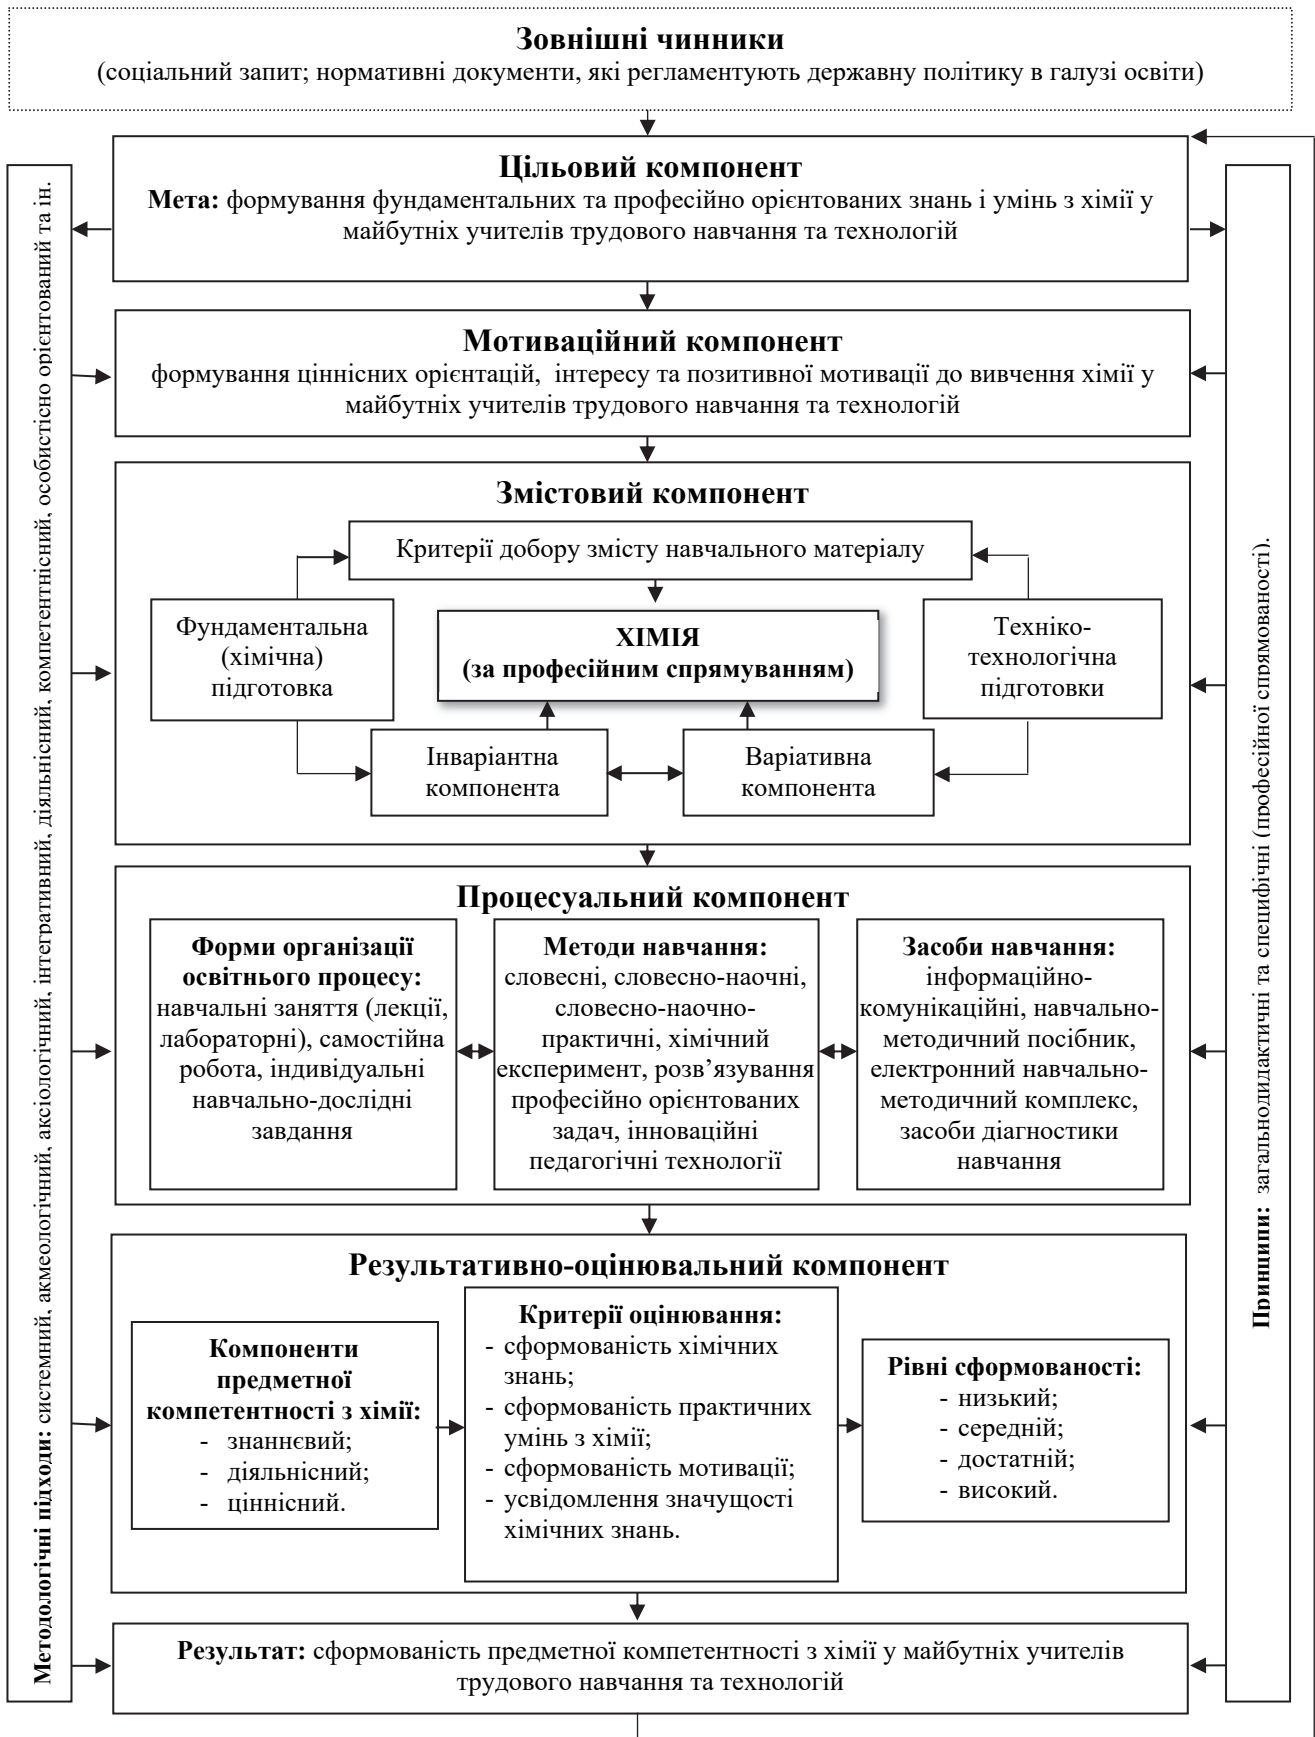 Зовнішні чинники
(соціальний запит; нормативні документи, які регламентують державну політику в галузі освіти)
Цільовий компонент
Мета: формування фундаментальних та професійно орієнтованих знань і умінь з хімії у
майбутніх учителів трудового навчання та технологій
Методологічні підходи: системний, акмеологічний, аксіологічний, інтегративний, діяльнісний, компетентнісний, особистісно орієнтований та ін.
Принципи: загальнодидактичні та специфічні (професійної спрямованості).
Мотиваційний компонент
формування ціннісних орієнтацій, інтересу та позитивної мотивації до вивчення хімії у
майбутніх учителів трудового навчання та технологій
Змістовий компонент
Критерії добору змісту навчального матеріалу
Фундаментальна
(хімічна)
підготовка
ХІМІЯ
(за професійним спрямуванням)
Техніко-
технологічна
підготовки
Інваріантна
компонента
Варіативна
компонента
Процесуальний компонент
Форми організації
освітнього процесу:
навчальні заняття (лекції,
лабораторні), самостійна
робота, індивідуальні
навчально-дослідні
завдання
Методи навчання:
словесні, словесно-наочні,
словесно-наочно-
практичні, хімічний
експеримент, розв’язування
професійно орієнтованих
задач, інноваційні
педагогічні технології
Засоби навчання:
інформаційно-
комунікаційні, навчально-
методичний посібник,
електронний навчально-
методичний комплекс,
засоби діагностики
навчання
Результативно-оцінювальний компонент
Компоненти
предметної
компетентності з хімії:
- знаннєвий;
- діяльнісний;
- ціннісний.
Критерії оцінювання:
- сформованість хімічних
знань;
- сформованість практичних
умінь з хімії;
- сформованість мотивації;
- усвідомлення значущості
хімічних знань.
Рівні сформованості:
- низький;
- середній;
- достатній;
- високий.
Результат: сформованість предметної компетентності з хімії у майбутніх учителів
трудового навчання та технологій